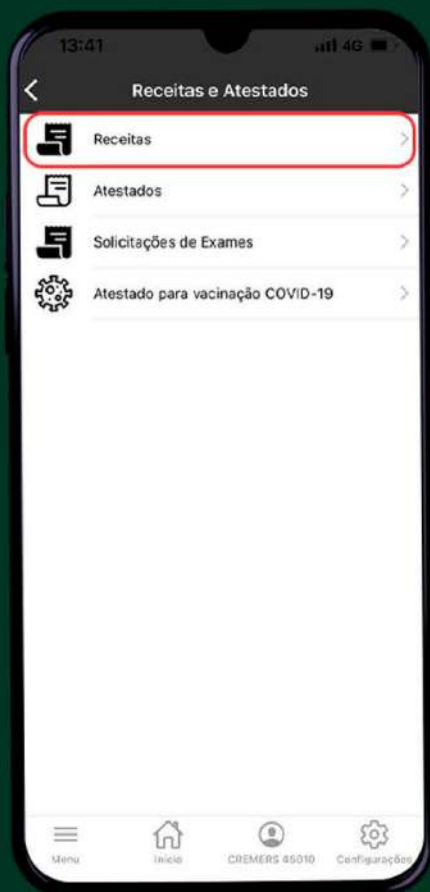 13:41
4G
Receitas e Atestados
Receitas
Atestados
Solicitações de Exames
Atestado para vacinação COVID-19
Menu
Início
CREMERS 45010
Configurações